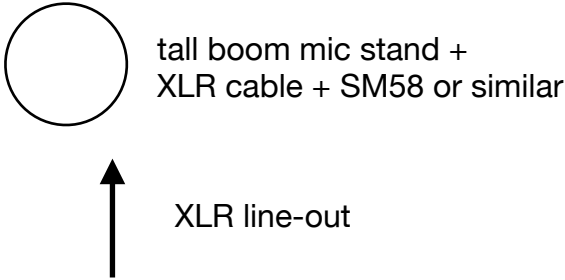 tall boom mic stand +
XLR cable + SM58 or similar
XLR line-out